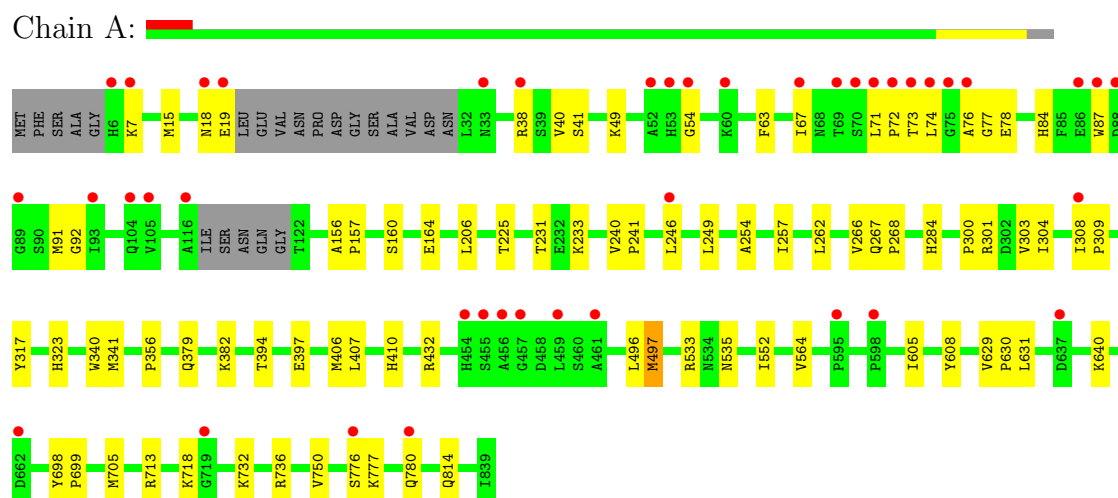 Chain A:
MET PHE SER ALA GLY H6 K7 M15 N18 E19 LEU GLU VAL ASN PRO ASP GLY SER ALA VAL ASP ASN L32 N33 R38 S39 V40 S41 K49 A52 H53 G54 K60 F63 I67 N68 T69 S70 L71 P72 T73 L74 G75 A76 G77 E78 H84 F85 E86 W87 D88
G89 S90 M91 G92 I93 Q104 V105 A116 ILE SER ASN GLN GLY T122 A156 P157 S160 E164 L206 T225 T231 E232 K233 V240 P241 L246 L249 A254 I257 L262 V266 Q267 P268 H284 P300 R301 D302 V303 I304 I308 P309
Y317 H323 W340 M341 P356 Q379 K382 T394 E397 M406 L407 H410 R432 H454 S455 A456 G457 D458 L459 S460 A461 L496 M497 R533 N534 N535 I552 V564 P595 P598 I605 Y608 V629 P630 L631 D637 K640
D662 Y698 P699 M705 R713 K718 G719 K732 R736 V750 S776 K777 Q780 Q814 I839